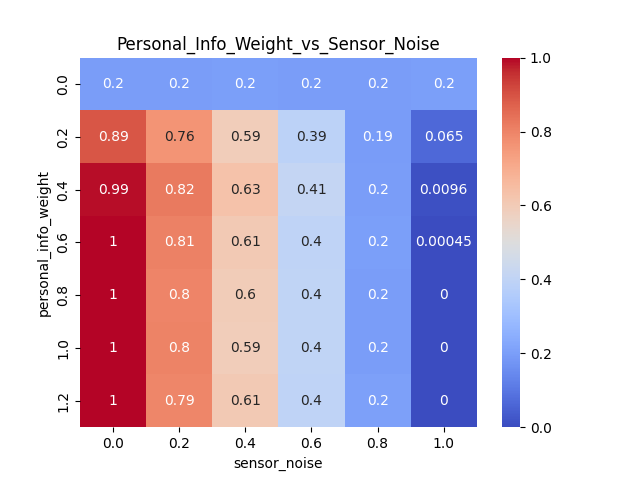 Personal_Info_Weight_vs_Sensor_Noise
personal_info_weight
0.0 0.2 0.2 0.2 0.2 0.2 0.2
0.2 0.89 0.76 0.59 0.39 0.19 0.065
0.4 0.99 0.82 0.63 0.41 0.2 0.0096
0.6 1 0.81 0.61 0.4 0.2 0.00045
0.8 1 0.8 0.6 0.4 0.2 0
1.0 1 0.8 0.59 0.4 0.2 0
1.2 1 0.79 0.61 0.4 0.2 0
0.0 0.2 0.4 0.6 0.8 1.0
sensor_noise
1.0
0.8
0.6
0.4
0.2
0.0